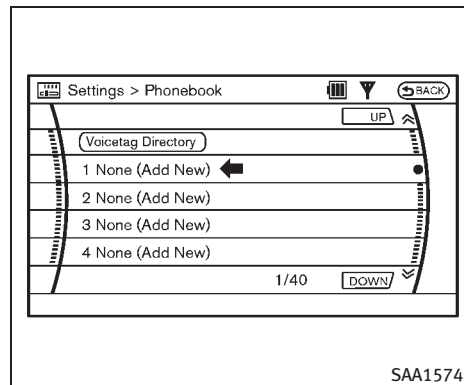 Settings > Phonebook BACK
UP
Voicetag Directory
1 None (Add New)
2 None (Add New)
3 None (Add New)
4 None (Add New)
1/40 DOWN
SAA1574